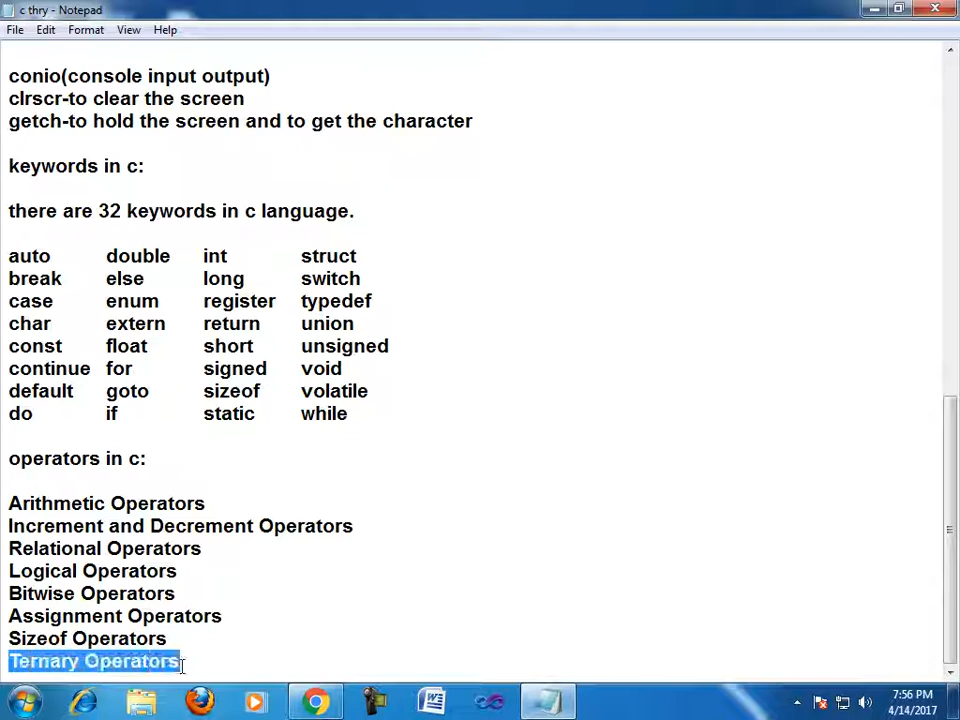 c thry - Notepad
File Edit Format View Help
conio(console input output)
clrscr-to clear the screen
getch-to hold the screen and to get the character
keywords in c:
there are 32 keywords in c language.
auto double int struct
break else long switch
case enum register typedef
char extern return union
const float short unsigned
continue for signed void
default goto sizeof volatile
do if static while
operators in c:
Arithmetic Operators
Increment and Decrement Operators
Relational Operators
Logical Operators
Bitwise Operators
Assignment Operators
Sizeof Operators
Ternary Operators
7:56 PM
4/14/2017